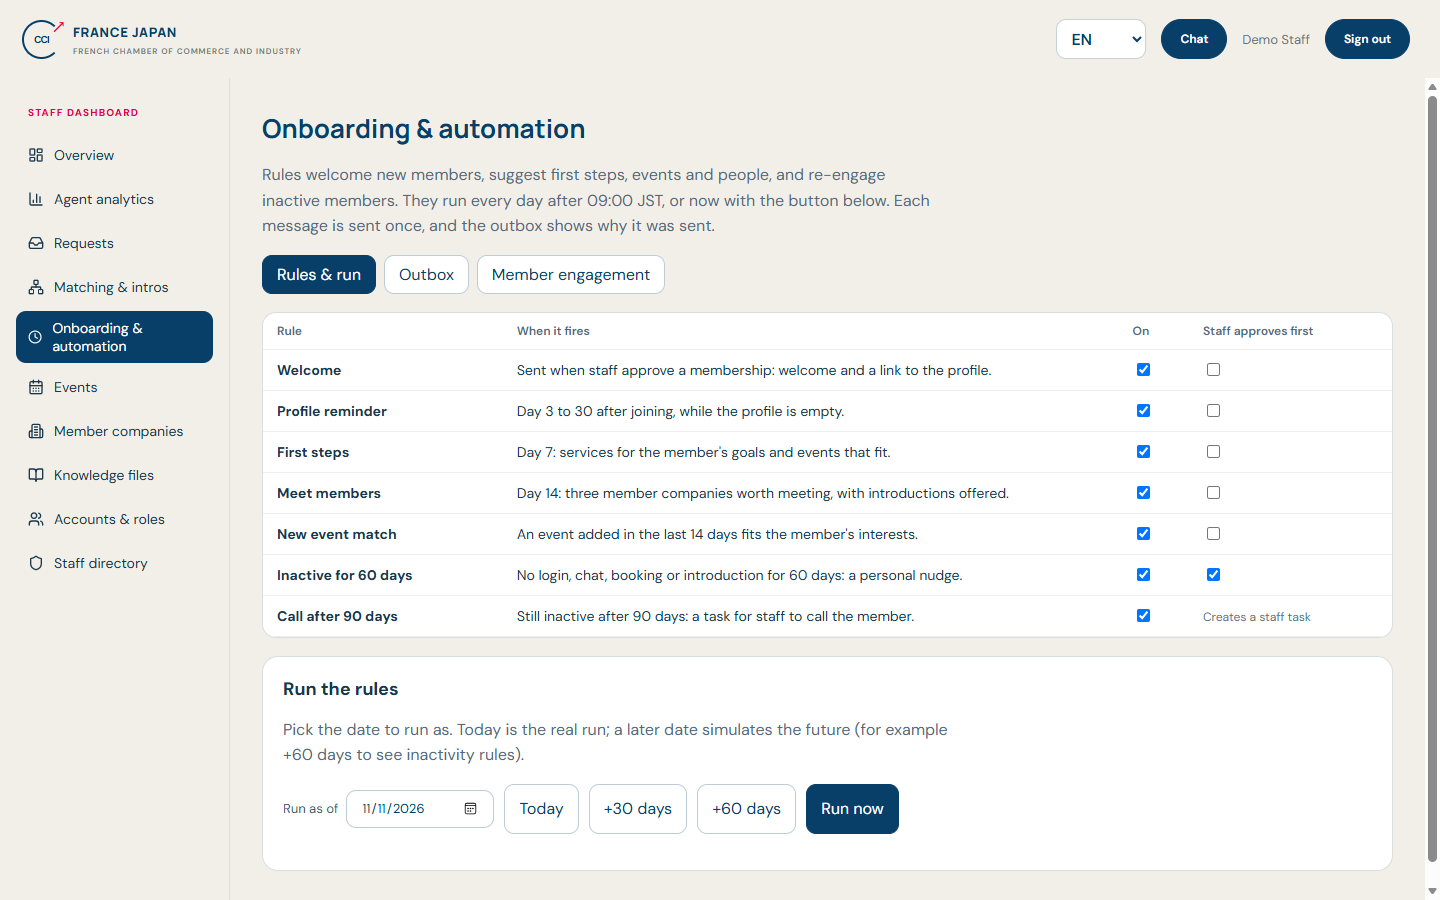 CCI
FRANCE JAPAN
FRENCH CHAMBER OF COMMERCE AND INDUSTRY
EN
Chat
Demo Staff
Sign out
STAFF DASHBOARD
Overview
Agent analytics
Requests
Matching & intros
Onboarding &
automation
Events
Member companies
Knowledge files
Accounts & roles
Staff directory
Onboarding & automation
Rules welcome new members, suggest first steps, events and people, and re-engage
inactive members. They run every day after 09:00 JST, or now with the button below. Each
message is sent once, and the outbox shows why it was sent.
Rules & run
Outbox
Member engagement
Rule When it fires On Staff approves first
Welcome Sent when staff approve a membership: welcome and a link to the profile.
Profile reminder Day 3 to 30 after joining, while the profile is empty.
First steps Day 7: services for the member's goals and events that fit.
Meet members Day 14: three member companies worth meeting, with introductions offered.
New event match An event added in the last 14 days fits the member's interests.
Inactive for 60 days No login, chat, booking or introduction for 60 days: a personal nudge.
Call after 90 days Still inactive after 90 days: a task for staff to call the member. Creates a staff task
Run the rules
Pick the date to run as. Today is the real run; a later date simulates the future (for example
+60 days to see inactivity rules).
Run as of 11/11/2026 Today +30 days +60 days Run now